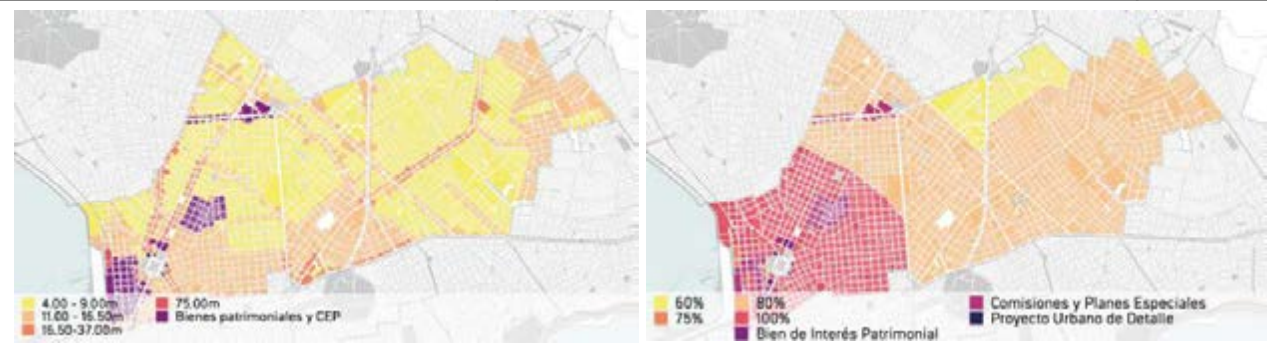 4.00 - 9.00m
11.00 - 16.50m
16.50-37.00m
75.00m
Bienes patrimoniales y CEP
60%
75%
80%
100%
Bien de Interés Patrimonial
Comisiones y Planes Especiales
Proyecto Urbano de Detalle